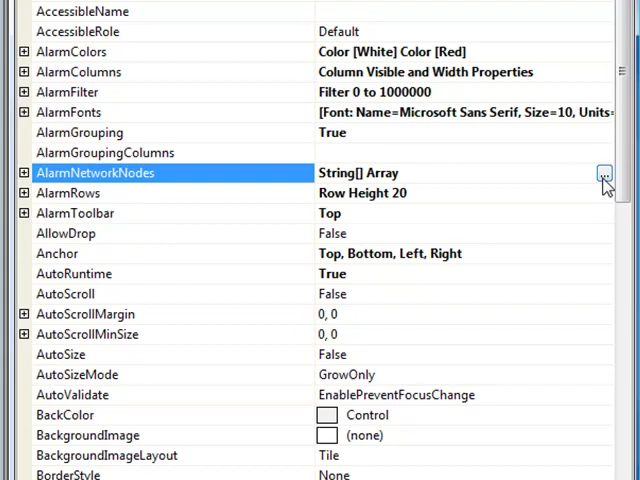 AccessibleName
AccessibleRole Default
AlarmColors Color [White] Color [Red]
AlarmColumns Column Visible and Width Properties
AlarmFilter Filter 0 to 1000000
AlarmFonts [Font: Name=Microsoft Sans Serif, Size=10, Units=
AlarmGrouping True
AlarmGroupingColumns
AlarmNetworkNodes String[] Array ...
AlarmRows Row Height 20
AlarmToolbar Top
AllowDrop False
Anchor Top, Bottom, Left, Right
AutoRuntime True
AutoScroll False
AutoScrollMargin 0, 0
AutoScrollMinSize 0, 0
AutoSize False
AutoSizeMode GrowOnly
AutoValidate EnablePreventFocusChange
BackColor Control
BackgroundImage (none)
BackgroundImageLayout Tile
BorderStyle None